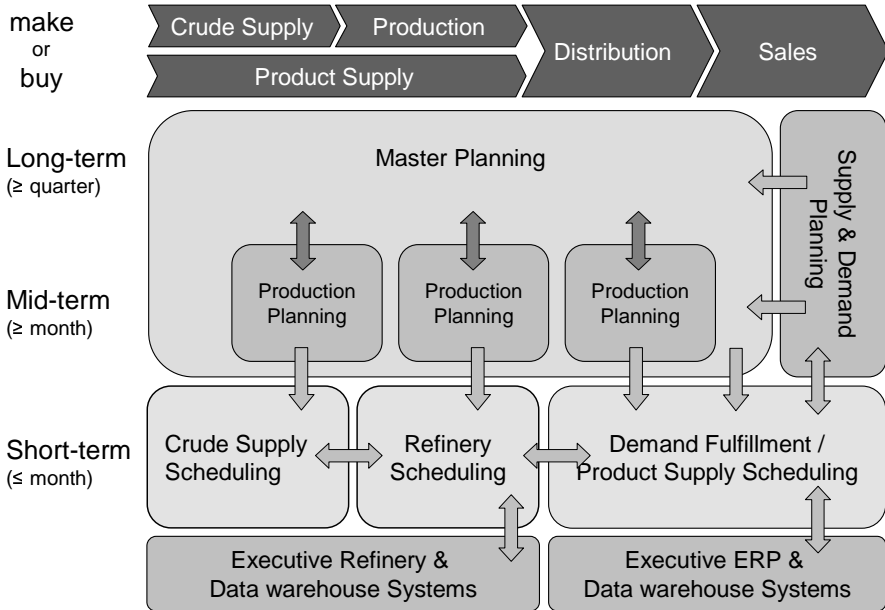 make
or
buy
Crude Supply
Production
Product Supply
Distribution
Sales
Long-term
(≥ quarter)
Master Planning
Supply & Demand
Planning
Mid-term
(≥ month)
Production
Planning
Production
Planning
Production
Planning
Short-term
(≤ month)
Crude Supply
Scheduling
Refinery
Scheduling
Demand Fulfillment /
Product Supply Scheduling
Executive Refinery &
Data warehouse Systems
Executive ERP &
Data warehouse Systems